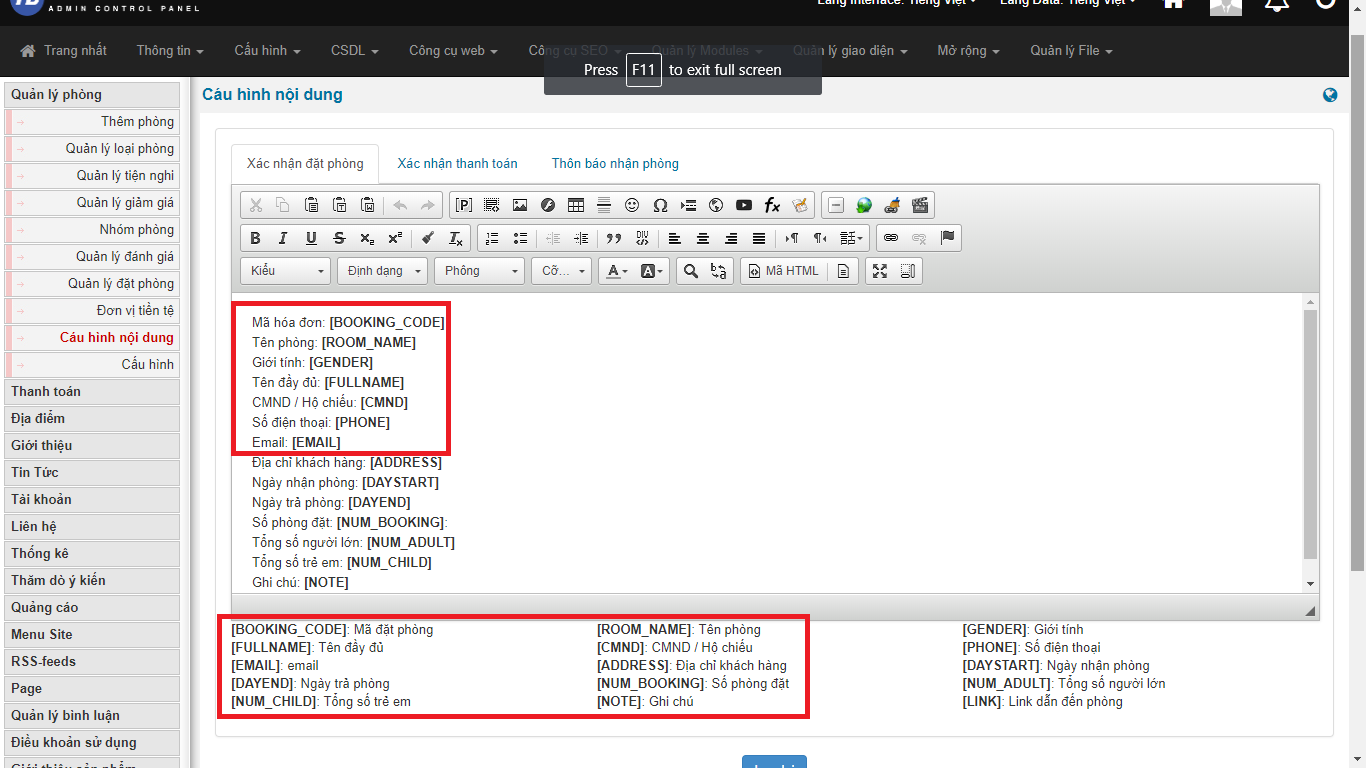 ADMIN CONTROL PANEL
Lang Interface: Tiếng Việt
Lang Data: Tiếng Việt
Trang nhất
Thông tin
Cấu hình
CSDL
Công cụ web
Công cụ SEO
Quản lý Modules
Quản lý giao diện
Mở rộng
Quản lý File
Press F11 to exit full screen
Quản lý phòng
Thêm phòng
Quản lý loại phòng
Quản lý tiện nghi
Quản lý giảm giá
Nhóm phòng
Quản lý đánh giá
Quản lý đặt phòng
Đơn vị tiền tệ
Cáu hình nội dung
Cấu hình
Thanh toán
Địa điểm
Giới thiệu
Tin Tức
Tài khoản
Liên hệ
Thống kê
Thăm dò ý kiến
Quảng cáo
Menu Site
RSS-feeds
Page
Quản lý bình luận
Điều khoản sử dụng
Giới thiệu sản phẩm
Cáu hình nội dung
Xác nhận đặt phòng
Xác nhận thanh toán
Thôn báo nhận phòng
Kiểu
Định dạng
Phông
Cỡ...
Mã HTML
Mã hóa đơn: [BOOKING_CODE]
Tên phòng: [ROOM_NAME]
Giới tính: [GENDER]
Tên đầy đủ: [FULLNAME]
CMND / Hộ chiếu: [CMND]
Số điện thoại: [PHONE]
Email: [EMAIL]
Địa chỉ khách hàng: [ADDRESS]
Ngày nhận phòng: [DAYSTART]
Ngày trả phòng: [DAYEND]
Số phòng đặt: [NUM_BOOKING]:
Tổng số người lớn: [NUM_ADULT]
Tổng số trẻ em: [NUM_CHILD]
Ghi chú: [NOTE]
[BOOKING_CODE]: Mã đặt phòng
[ROOM_NAME]: Tên phòng
[GENDER]: Giới tính
[FULLNAME]: Tên đầy đủ
[CMND]: CMND / Hộ chiếu
[PHONE]: Số điện thoại
[EMAIL]: email
[ADDRESS]: Địa chỉ khách hàng
[DAYSTART]: Ngày nhận phòng
[DAYEND]: Ngày trả phòng
[NUM_BOOKING]: Số phòng đặt
[NUM_ADULT]: Tổng số người lớn
[NUM_CHILD]: Tổng số trẻ em
[NOTE]: Ghi chú
[LINK]: Link dẫn đến phòng